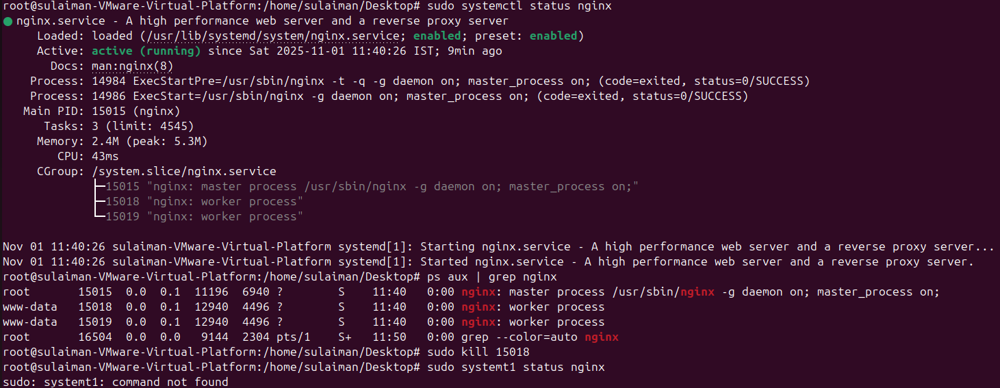 root@sulaiman-VMware-Virtual-Platform:/home/sulaiman/Desktop# sudo systemctl status nginx
● nginx.service - A high performance web server and a reverse proxy server
Loaded: loaded (/usr/lib/systemd/system/nginx.service; enabled; preset: enabled)
Active: active (running) since Sat 2025-11-01 11:40:26 IST; 9min ago
Docs: man:nginx(8)
Process: 14984 ExecStartPre=/usr/sbin/nginx -t -q -g daemon on; master_process on; (code=exited, status=0/SUCCESS)
Process: 14986 ExecStart=/usr/sbin/nginx -g daemon on; master_process on; (code=exited, status=0/SUCCESS)
Main PID: 15015 (nginx)
Tasks: 3 (limit: 4545)
Memory: 2.4M (peak: 5.3M)
CPU: 43ms
CGroup: /system.slice/nginx.service
├─15015 "nginx: master process /usr/sbin/nginx -g daemon on; master_process on;"
├─15018 "nginx: worker process"
└─15019 "nginx: worker process"
Nov 01 11:40:26 sulaiman-VMware-Virtual-Platform systemd[1]: Starting nginx.service - A high performance web server and a reverse proxy server...
Nov 01 11:40:26 sulaiman-VMware-Virtual-Platform systemd[1]: Started nginx.service - A high performance web server and a reverse proxy server.
root@sulaiman-VMware-Virtual-Platform:/home/sulaiman/Desktop# ps aux | grep nginx
root 15015 0.0 0.1 11196 6940 ? S 11:40 0:00 nginx: master process /usr/sbin/nginx -g daemon on; master_process on;
www-data 15018 0.0 0.1 12940 4496 ? S 11:40 0:00 nginx: worker process
www-data 15019 0.0 0.1 12940 4496 ? S 11:40 0:00 nginx: worker process
root 16504 0.0 0.0 9144 2304 pts/1 S+ 11:50 0:00 grep --color=auto nginx
root@sulaiman-VMware-Virtual-Platform:/home/sulaiman/Desktop# sudo kill 15018
root@sulaiman-VMware-Virtual-Platform:/home/sulaiman/Desktop# sudo systemt1 status nginx
sudo: systemt1: command not found